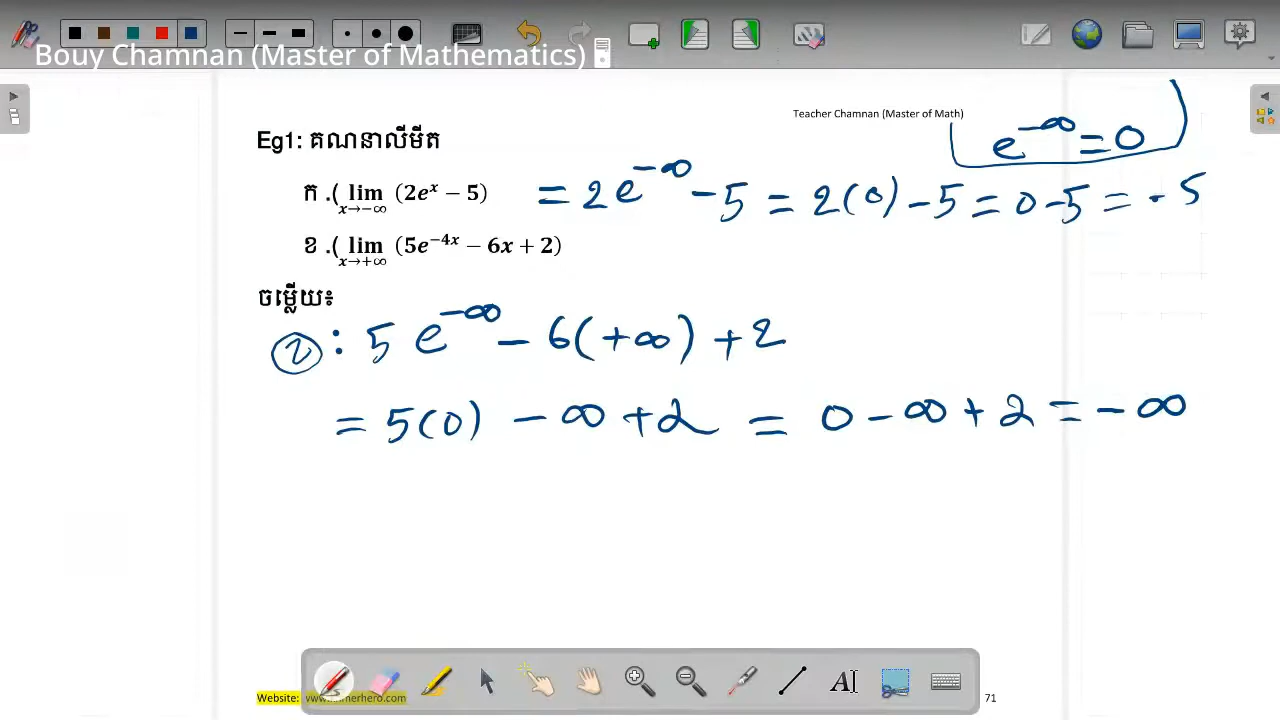 Bouy Chamnan (Master of Mathematics)
Teacher Chamnan (Master of Math)
e^{-∞} = 0
Eg1: គណនាលីមីត
ក .( lim_{x→-∞} (2e^x − 5) = 2e^{-∞} - 5 = 2(0) - 5 = 0 - 5 = -5
ខ .( lim_{x→+∞} (5e^{−4x} − 6x + 2)
ចម្លើយ៖
5e^{-∞} - 6(+∞) + 2
= 5(0) - ∞ + 2 = 0 - ∞ + 2 = -∞
Website:
71